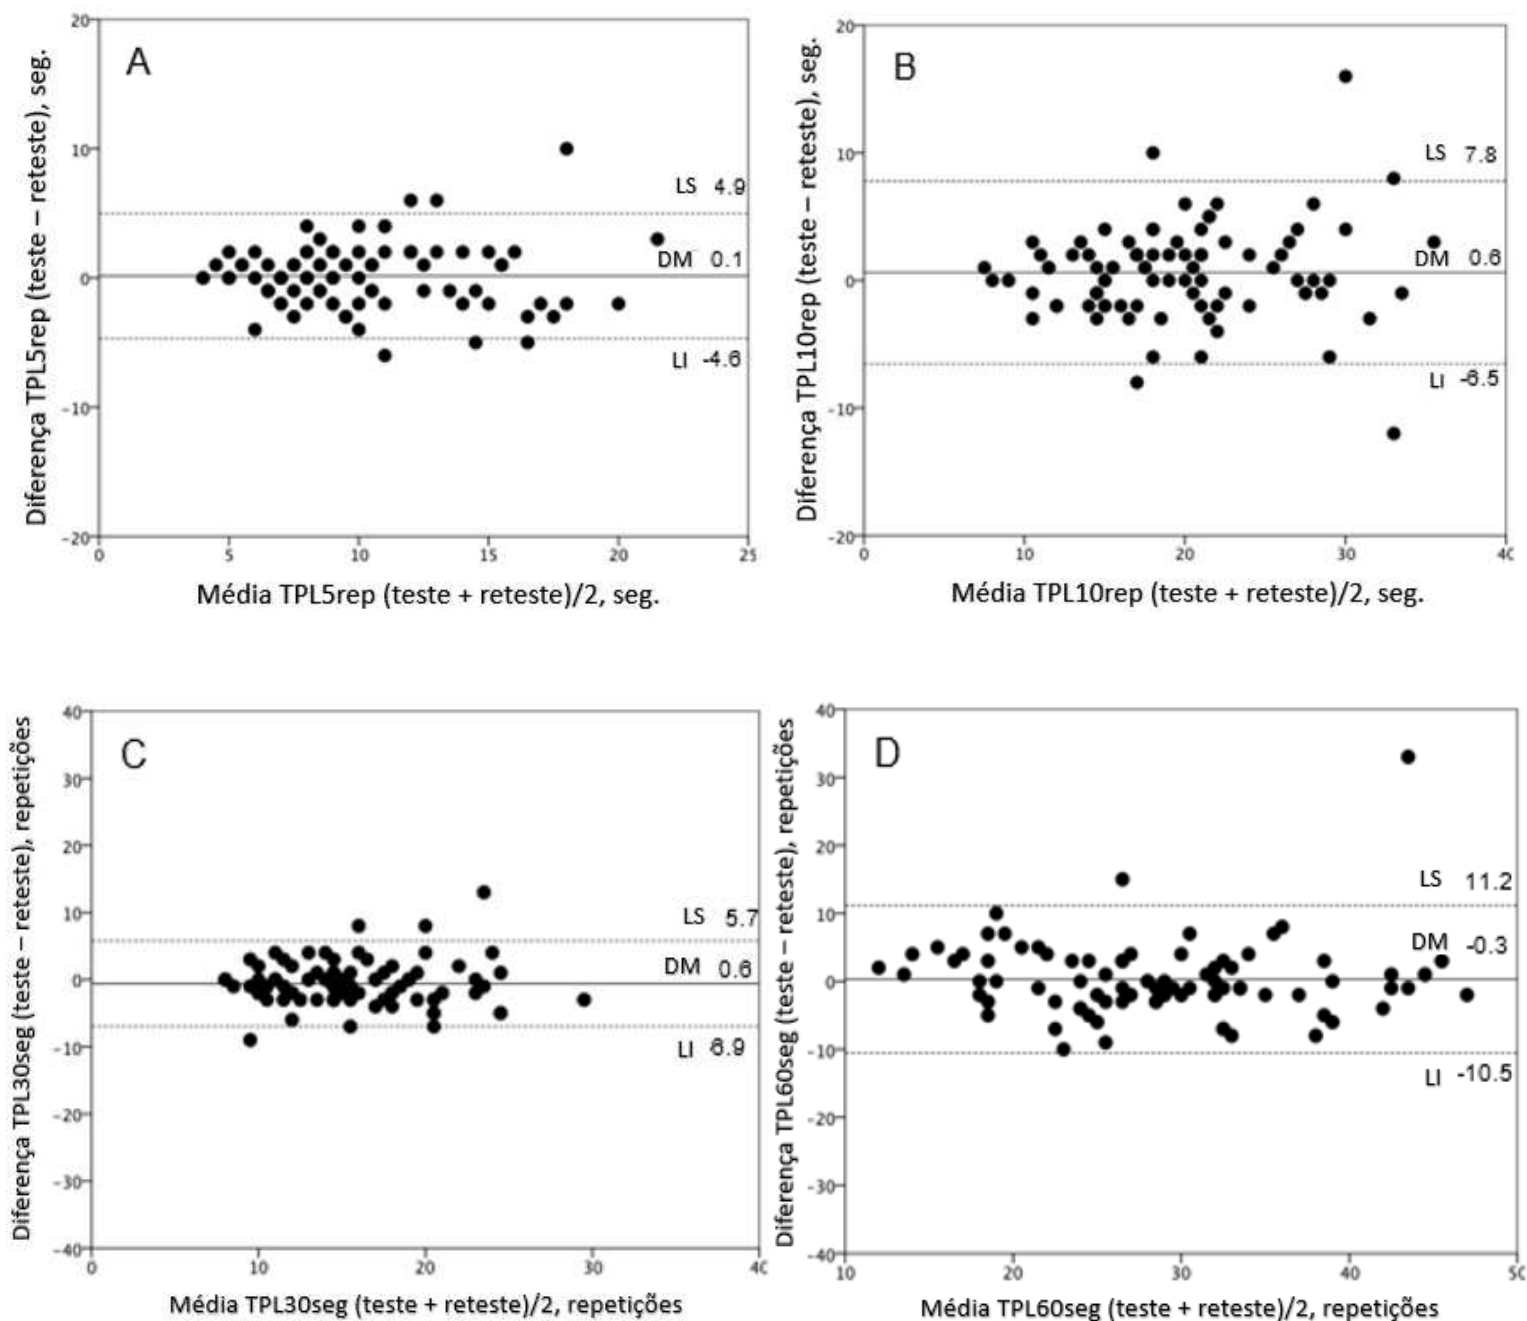 A
20
10
0
-10
-20
LS 4.9
DM 0.1
LI -4.6
0 5 10 15 20 25
Diferença TPL5rep (teste – reteste), seg.
Média TPL5rep (teste + reteste)/2, seg.
B
20
10
0
-10
-20
LS 7.8
DM 0.6
LI -6.5
0 10 20 30 40
Diferença TPL10rep (teste – reteste), seg.
Média TPL10rep (teste + reteste)/2, seg.
C
40
30
20
10
0
-10
-20
-30
-40
LS 5.7
DM 0.6
LI 6.9
0 10 20 30 40
Diferença TPL30seg (teste – reteste), repetições
Média TPL30seg (teste + reteste)/2, repetições
D
40
30
20
10
0
-10
-20
-30
-40
LS 11.2
DM -0.3
LI -10.5
10 20 30 40 50
Diferença TPL60seg (teste – reteste), repetições
Média TPL60seg (teste + reteste)/2, repetições